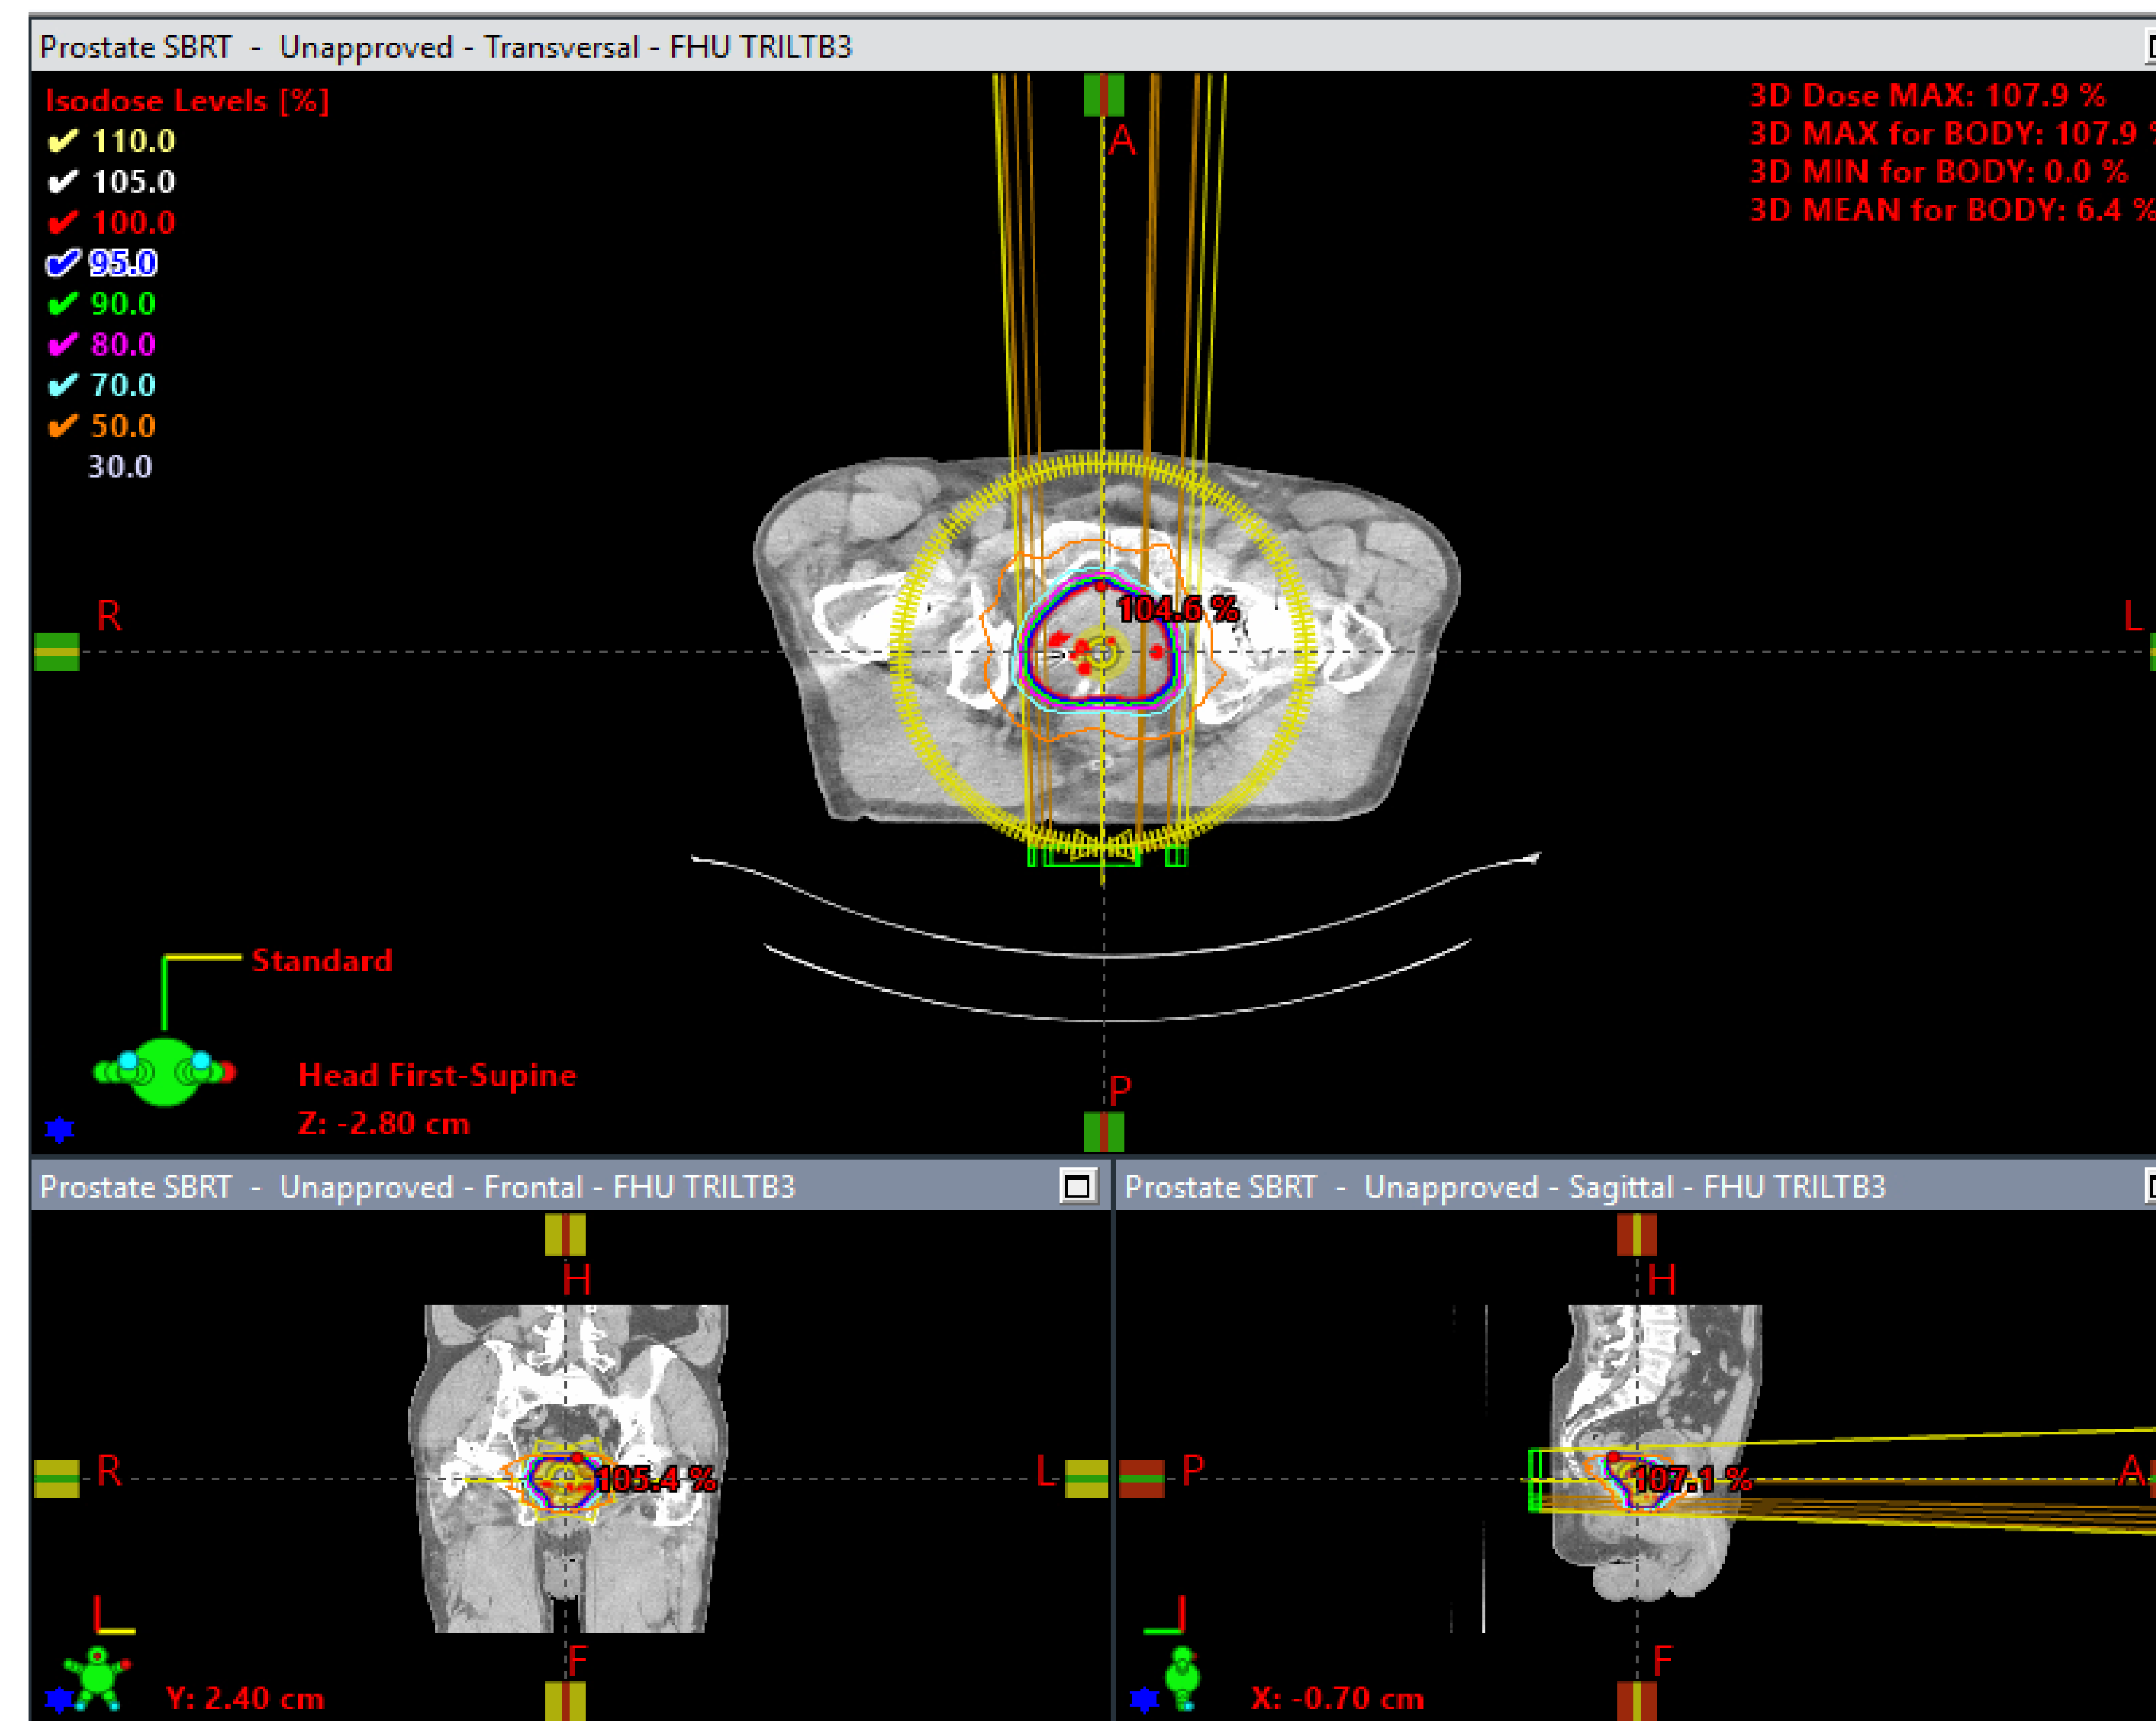 Prostate SBRT - Unapproved - Transversal - FHU TRILTB3
Isodose Levels [%]
110.0
105.0
100.0
95.0
90.0
80.0
70.0
50.0
30.0
3D Dose MAX: 107.9 %
3D MAX for BODY: 107.9 %
3D MIN for BODY: 0.0 %
3D MEAN for BODY: 6.4 %
A
R
104.6 %
L
Standard
Head First-Supine
Z: -2.80 cm
P
Prostate SBRT - Unapproved - Frontal - FHU TRILTB3
H
R
105.4 %
L
F
Y: 2.40 cm
Prostate SBRT - Unapproved - Sagittal - FHU TRILTB3
H
P
107.1 %
A
F
X: -0.70 cm